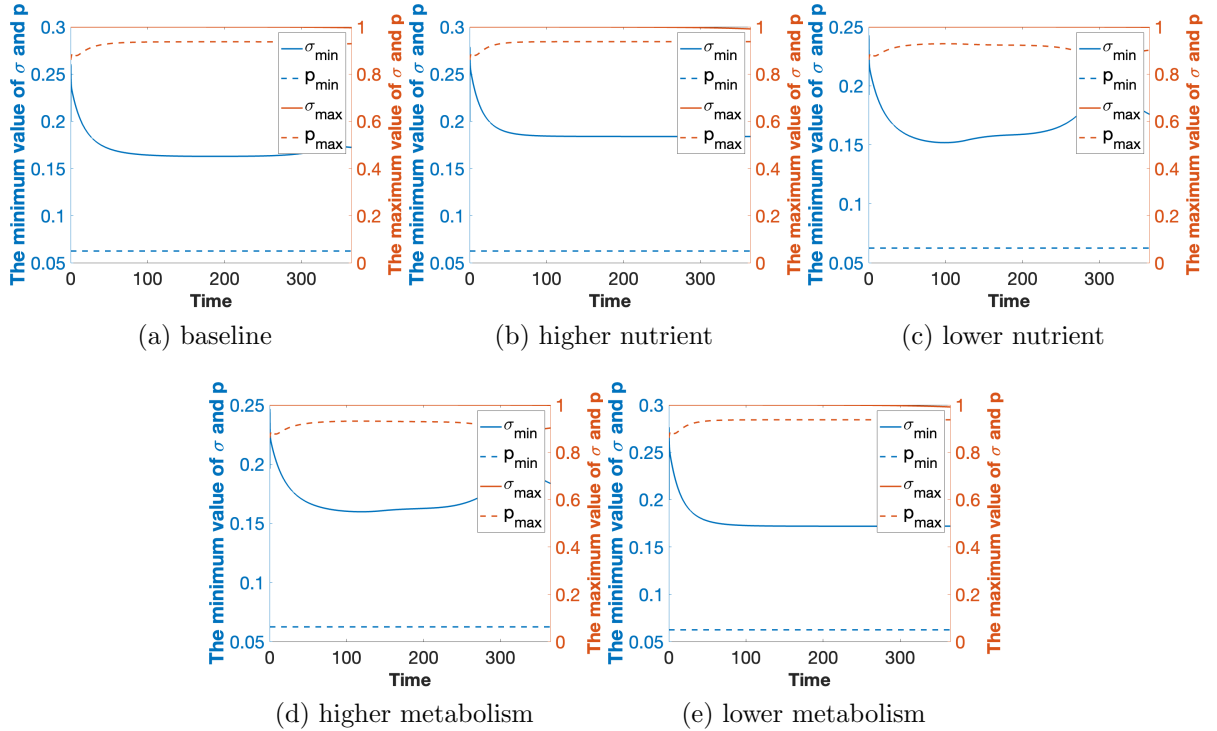 The minimum value of σ and p
0.3
0.25
0.2
0.15
0.1
0.05
0
100
200
300
Time
1
0.8
0.6
0.4
0.2
0
The maximum value of σ and p
σmin
pmin
σmax
pmax
(a) baseline
The minimum value of σ and p
0.3
0.25
0.2
0.15
0.1
0.05
0
100
200
300
Time
1
0.8
0.6
0.4
0.2
0
The maximum value of σ and p
σmin
pmin
σmax
pmax
(b) higher nutrient
The minimum value of σ and p
0.25
0.2
0.15
0.1
0.05
0
100
200
300
Time
1
0.8
0.6
0.4
0.2
0
The maximum value of σ and p
σmin
pmin
σmax
pmax
(c) lower nutrient
The minimum value of σ and p
0.25
0.2
0.15
0.1
0.05
0
100
200
300
Time
1
0.8
0.6
0.4
0.2
0
The maximum value of σ and p
σmin
pmin
σmax
pmax
(d) higher metabolism
The minimum value of σ and p
0.3
0.25
0.2
0.15
0.1
0.05
0
100
200
300
Time
1
0.8
0.6
0.4
0.2
0
The maximum value of σ and p
σmin
pmin
σmax
pmax
(e) lower metabolism